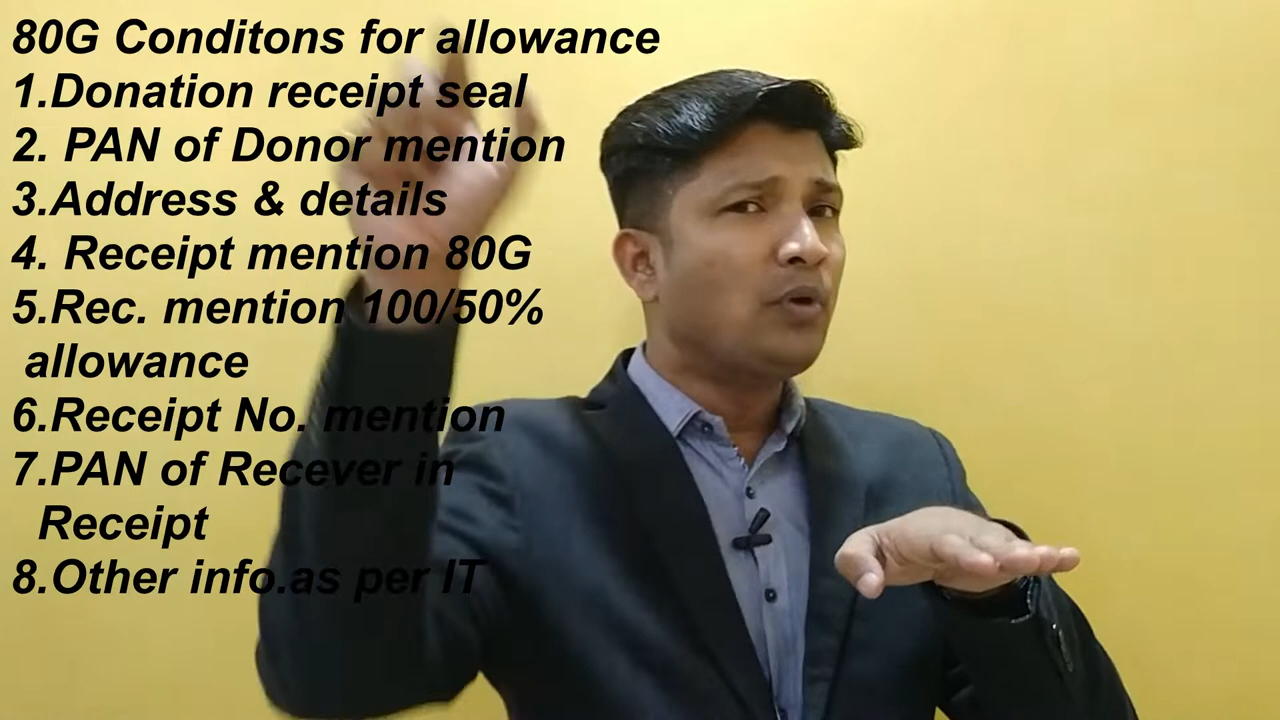 80G Conditons for allowance
1.Donation receipt seal
2. PAN of Donor mention
3.Address & details
4. Receipt mention 80G
5.Rec. mention 100/50%
allowance
6.Receipt No. mention
7.PAN of Recever in
Receipt
8.Other info.as per IT